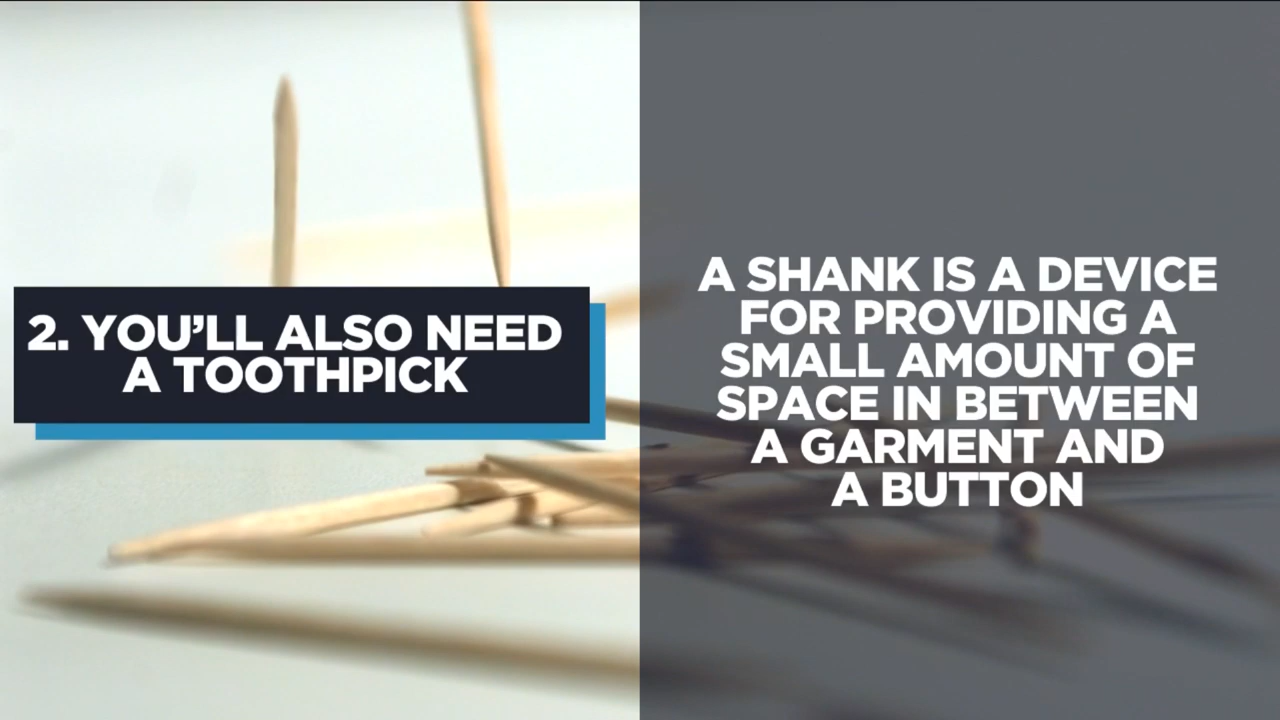 2. YOU'LL ALSO NEED
A TOOTHPICK
A SHANK IS A DEVICE
FOR PROVIDING A
SMALL AMOUNT OF
SPACE IN BETWEEN
A GARMENT AND
A BUTTON